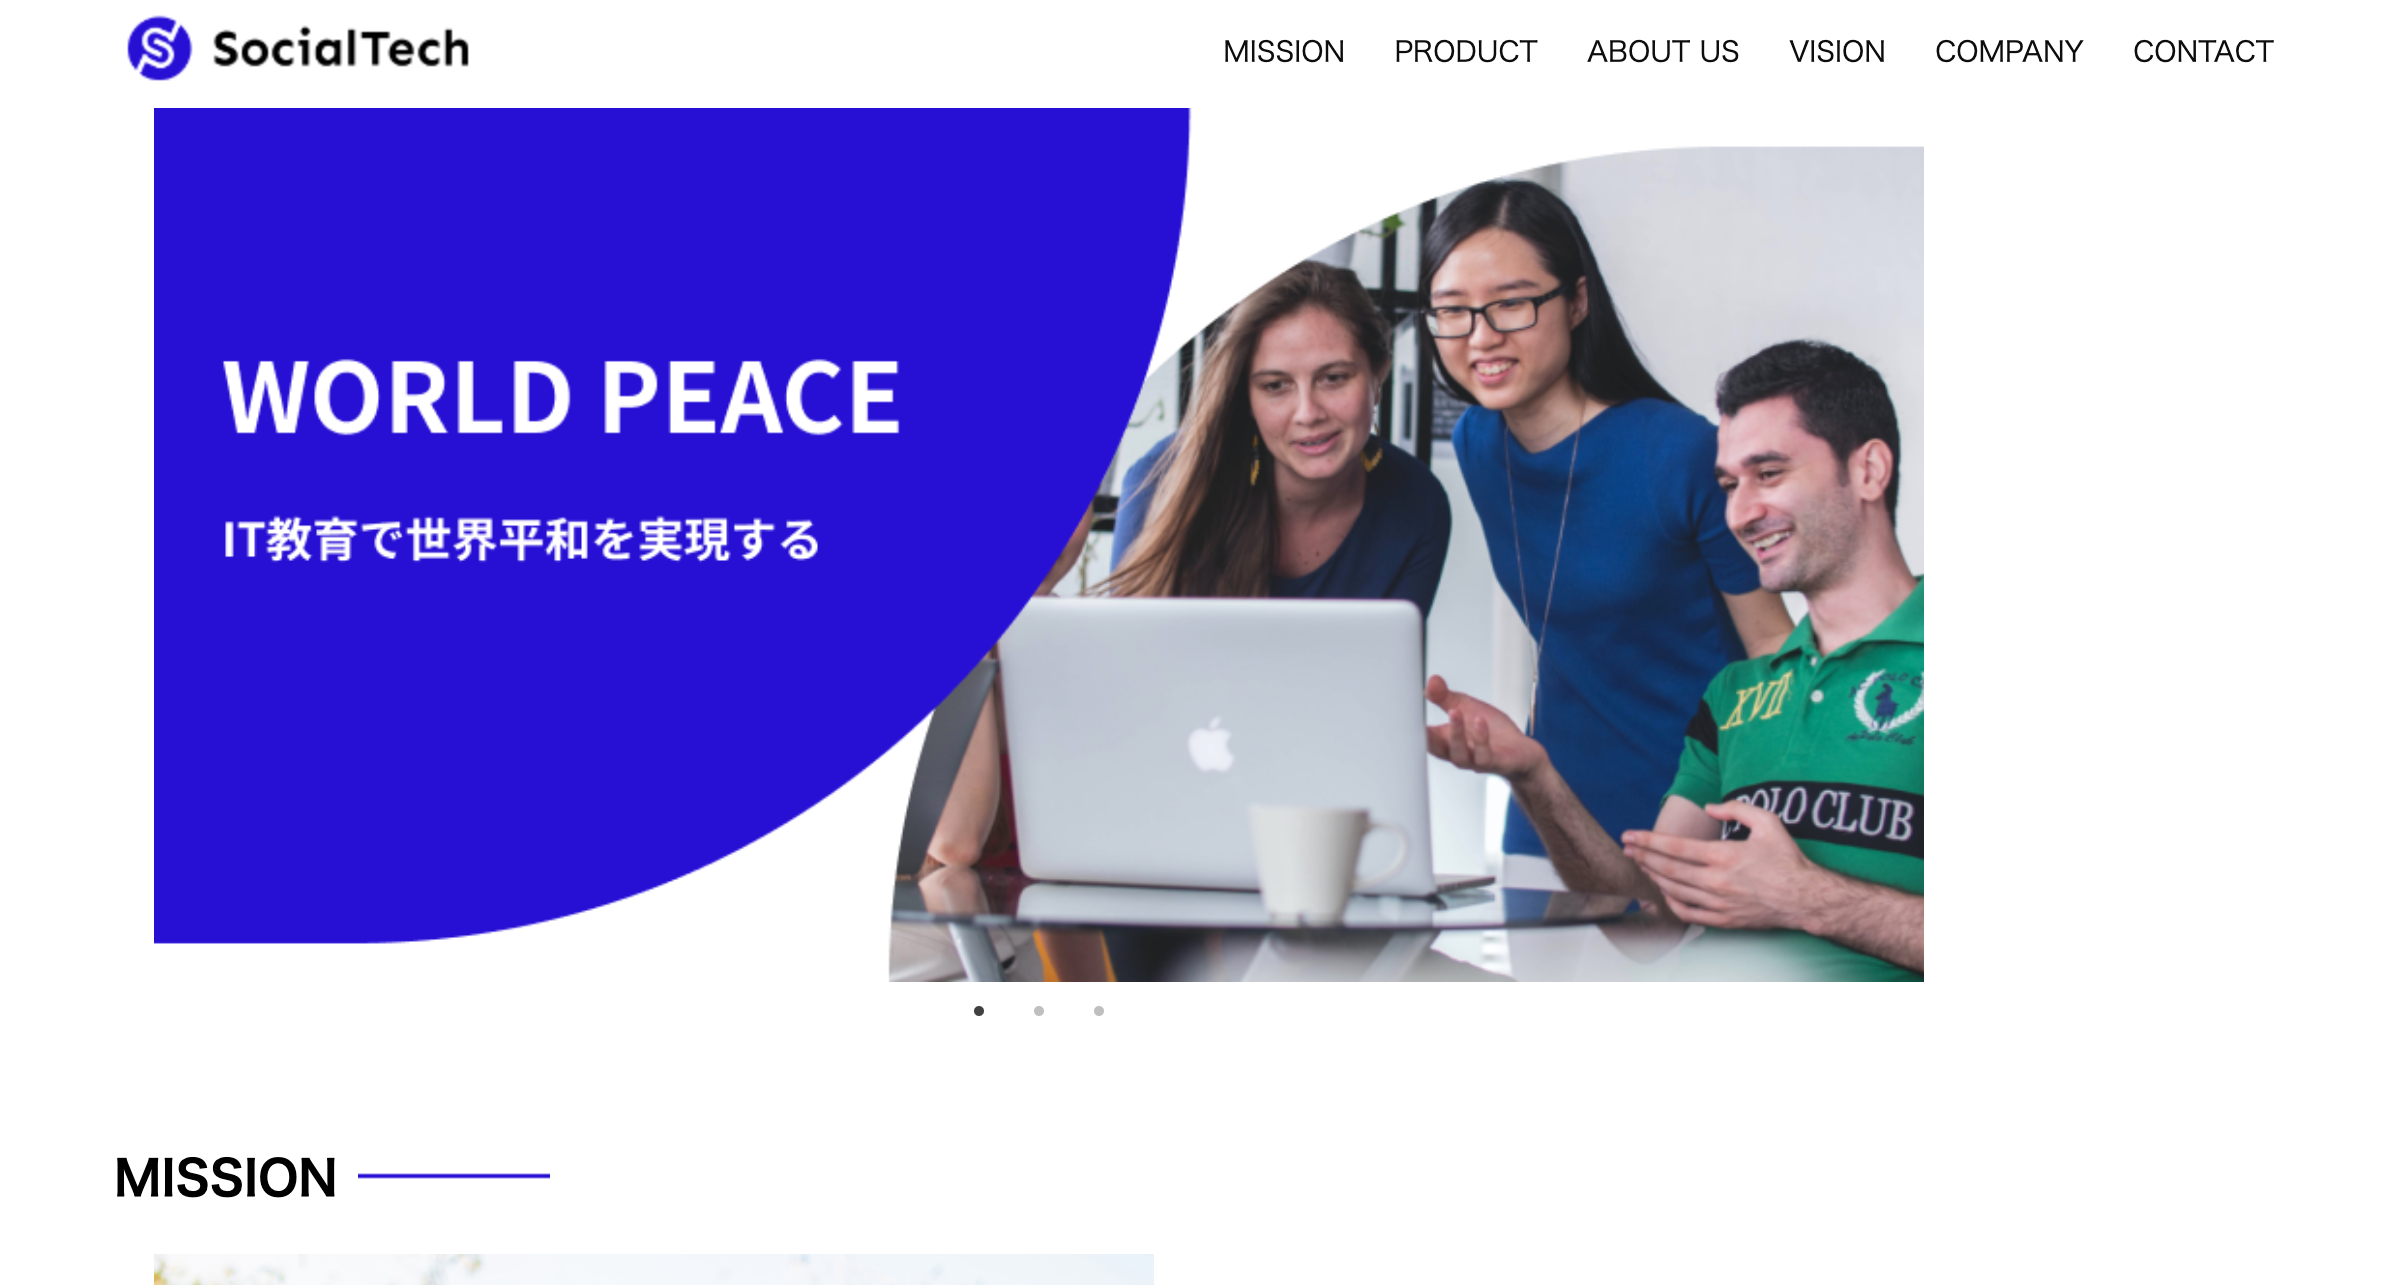 SocialTech
MISSION PRODUCT ABOUT US VISION COMPANY CONTACT
WORLD PEACE
IT教育で世界平和を実現する
XVII
POLO CLUB
MISSION